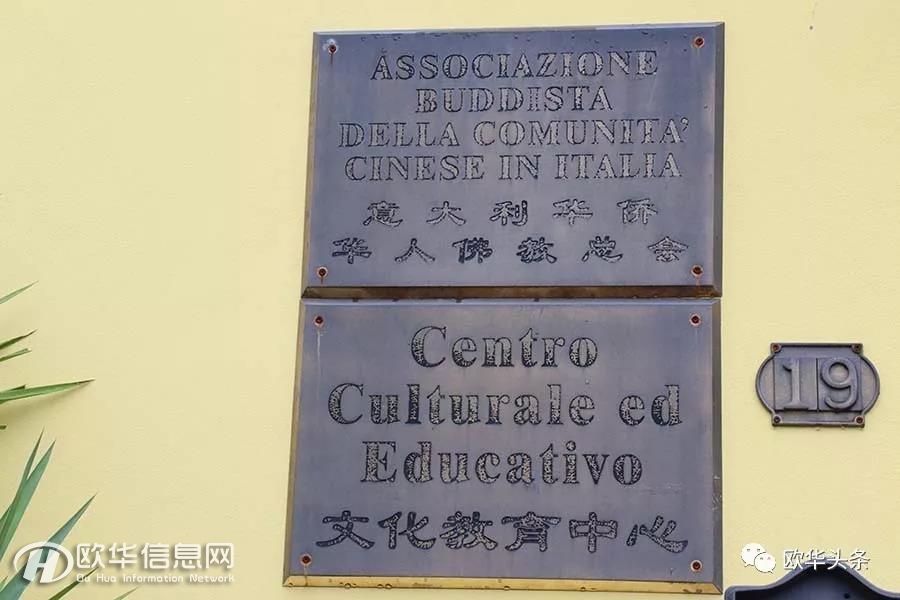 ASSOCIAZIONE
BUDDISTA
DELLA COMUNITA'
CINESE IN ITALIA
意大利华侨
华人佛教总会
Centro
Culturale ed
Educativo
文化教育中心
19
欧华信息网
Ou Hua Information Network
欧华头条